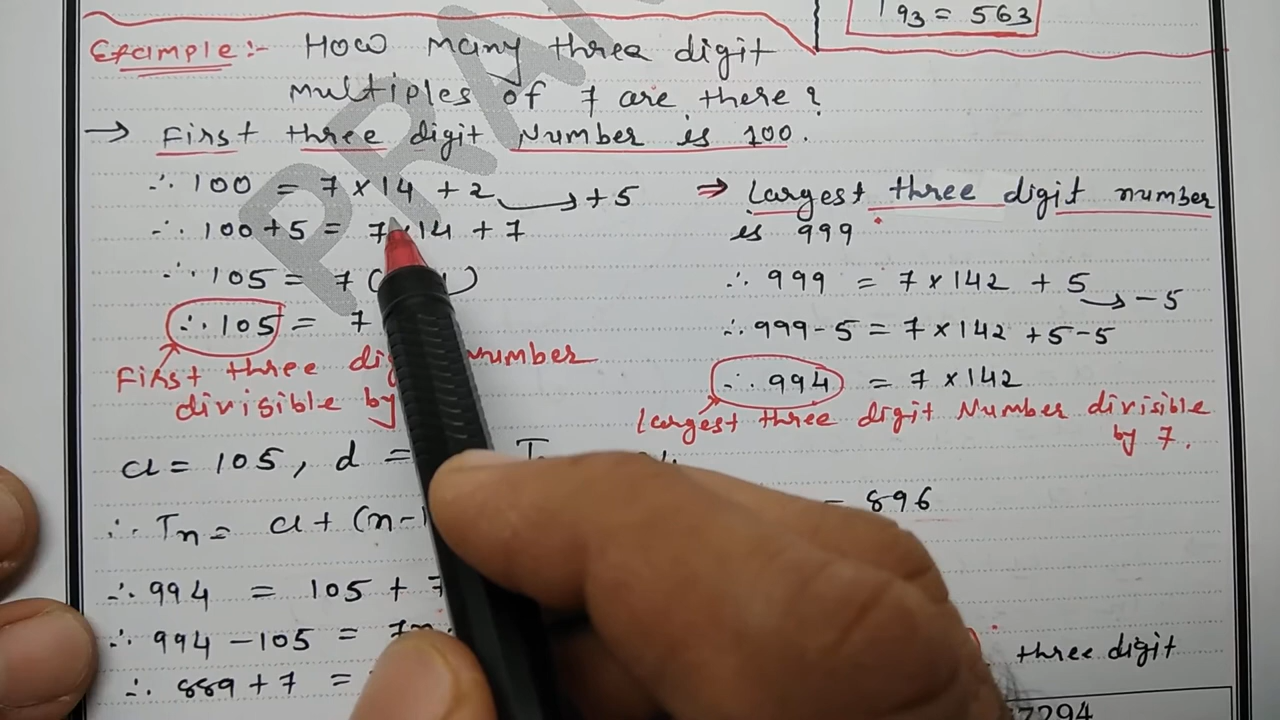 T93 = 563
Example:- How many three digit
multiples of 7 are there?
→ First three digit Number is 100.
∴ 100 = 7 × 14 + 2 → +5
∴ 100 + 5 = 7 × 14 + 7
∴ 105 = 7 (
∴ 105 = 7
First three number
divisible by
a = 105, d =
∴ Tn = a + (n-1
∴ 994 = 105 + 7
∴ 994 - 105 = 7n
∴ 889 + 7 =
⇒ Largest three digit number
is 999
∴ 999 = 7 × 142 + 5 → -5
∴ 999 - 5 = 7 × 142 + 5 - 5
∴ 994 = 7 × 142
Largest three digit Number divisible
by 7.
= 896
three digit
7294
PRA